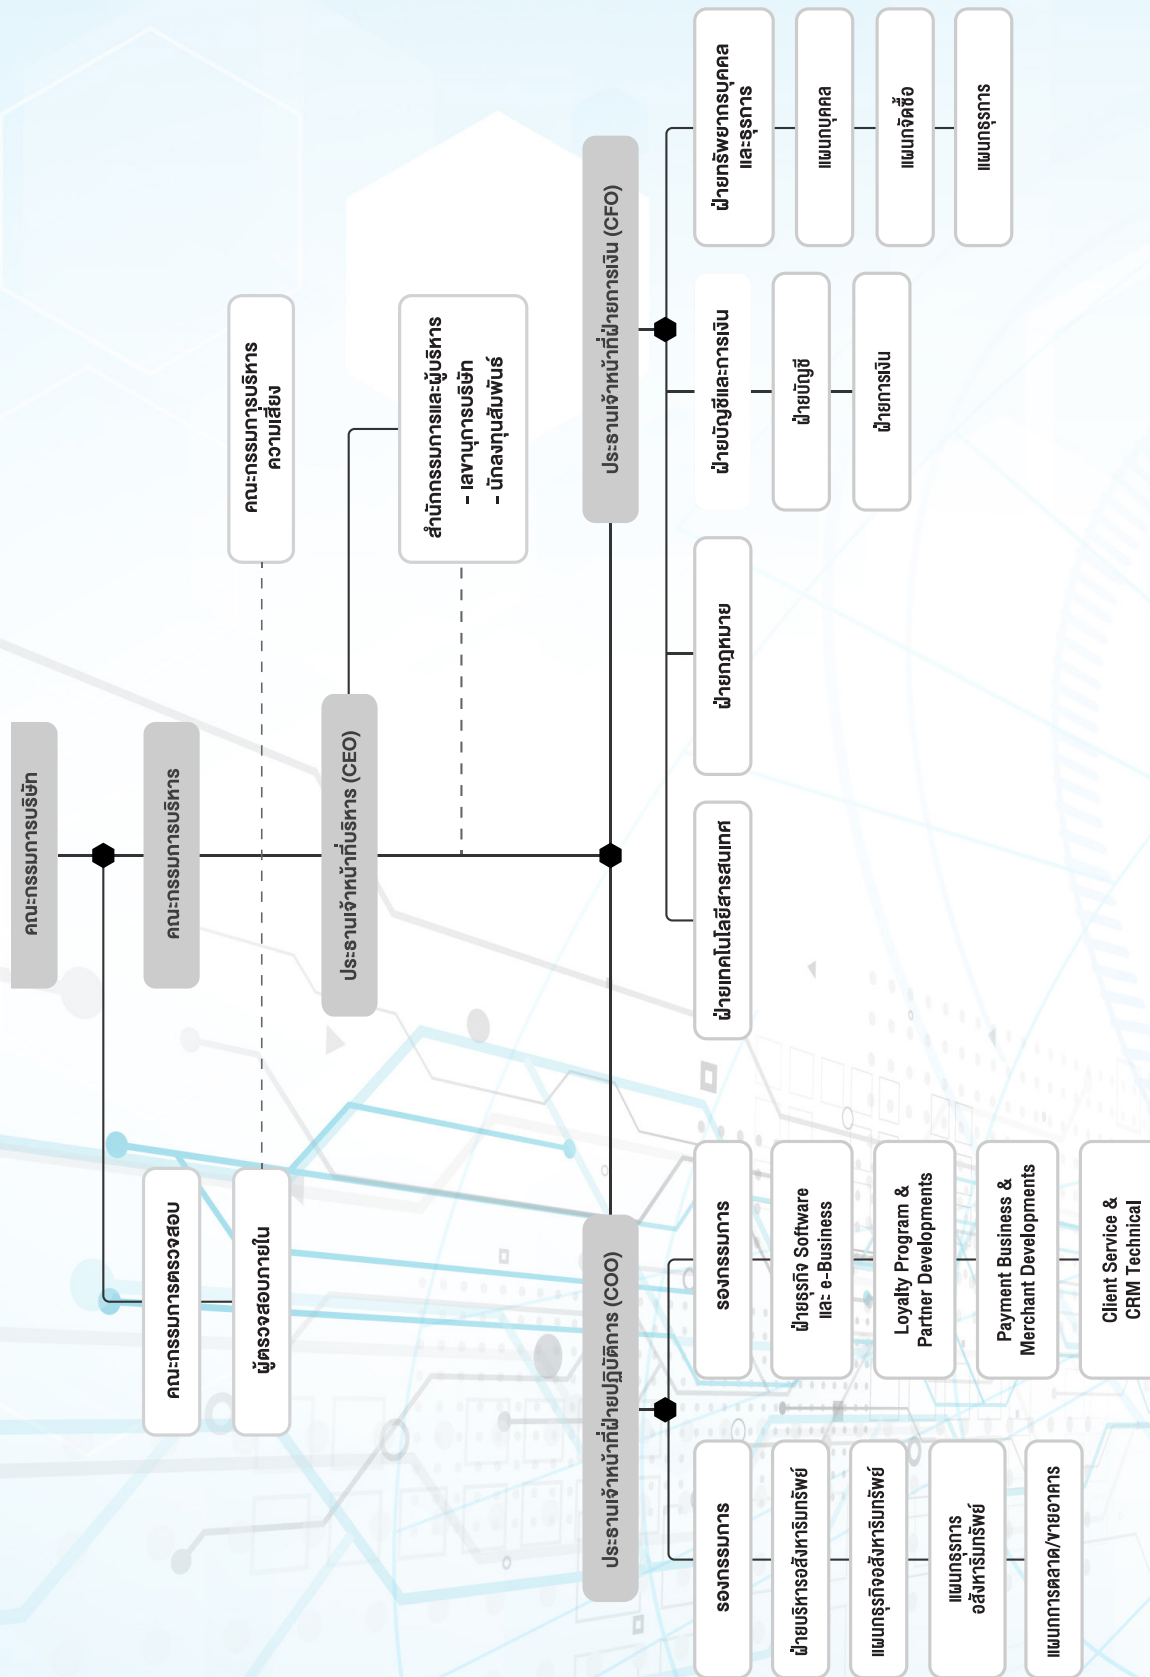 คณะกรรมการบริษัท
คณะกรรมการบริหาร
คณะกรรมการตรวจสอบ
ผู้ตรวจสอบภายใน
คณะกรรมการบริหาร
ความเสี่ยง
ประธานเจ้าหน้าที่บริหาร (CEO)
สำนักกรรมการและผู้บริหาร
- เลขานุการบริษัท
- นักลงทุนสัมพันธ์
ประธานเจ้าหน้าที่ฝ่ายปฏิบัติการ (COO)
ประธานเจ้าหน้าที่ฝ่ายการเงิน (CFO)
รองกรรมการ
ฝ่ายบริหารอสังหาริมทรัพย์
แผนกธุรกิจอสังหาริมทรัพย์
แผนกธุรการ
อสังหาริมทรัพย์
แผนกการตลาด/ขายอาคาร
รองกรรมการ
ฝ่ายธุรกิจ Software
และ e-Business
Loyalty Program &
Partner Developments
Payment Business &
Merchant Developments
Client Service &
CRM Technical
ฝ่ายเทคโนโลยีสารสนเทศ
ฝ่ายกฎหมาย
ฝ่ายบัญชีและการเงิน
ฝ่ายบัญชี
ฝ่ายการเงิน
ฝ่ายทรัพยากรบุคคล
และธุรการ
แผนกบุคคล
แผนกจัดซื้อ
แผนกธุรการ